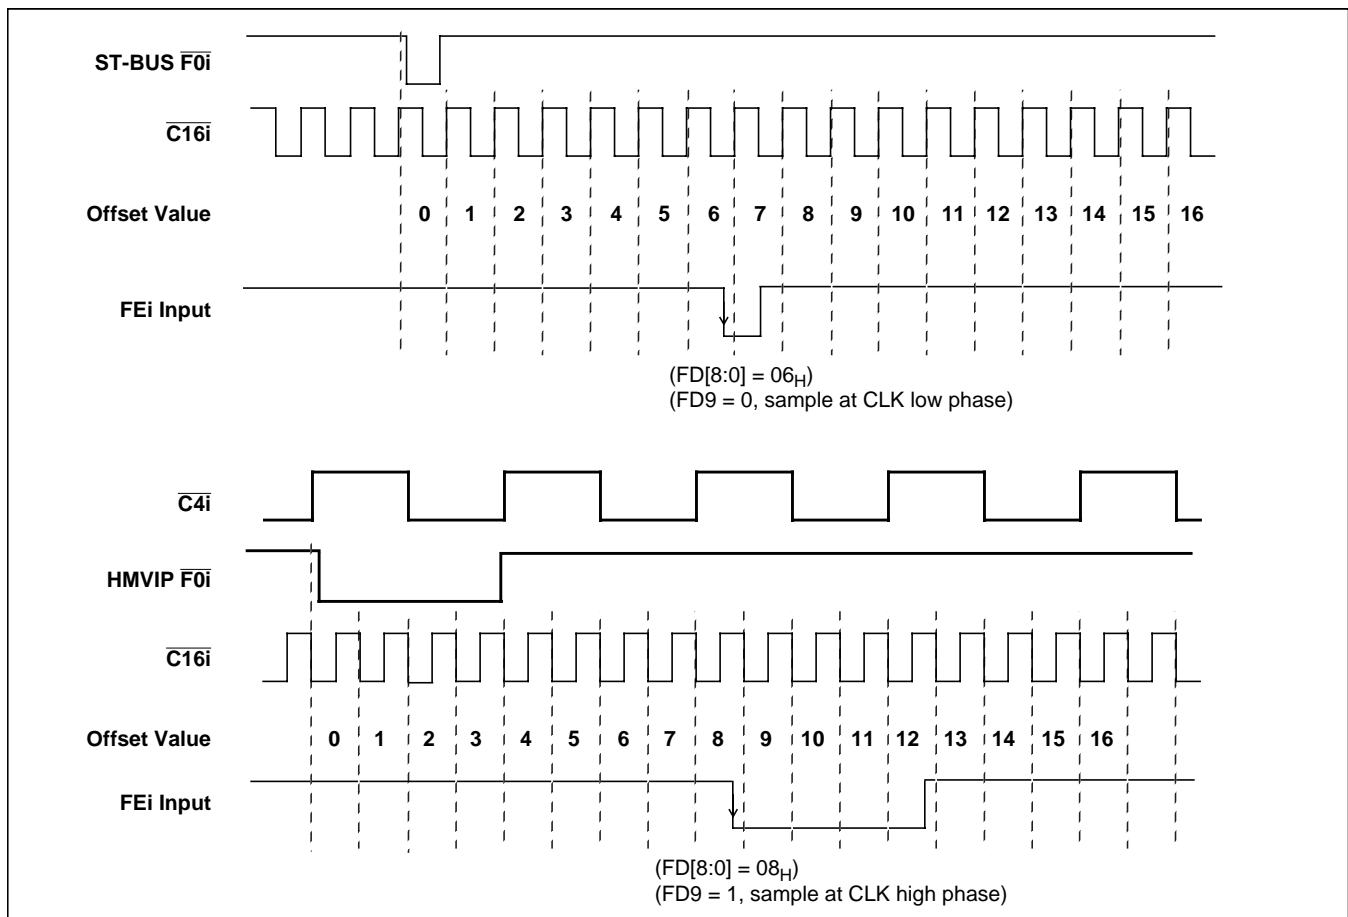 ST-BUS F0i
C16i
Offset Value 0 1 2 3 4 5 6 7 8 9 10 11 12 13 14 15 16
FEi Input
(FD[8:0] = 06H)
(FD9 = 0, sample at CLK low phase)
C4i
HMVIP F0i
C16i
Offset Value 0 1 2 3 4 5 6 7 8 9 10 11 12 13 14 15 16
FEi Input
(FD[8:0] = 08H)
(FD9 = 1, sample at CLK high phase)